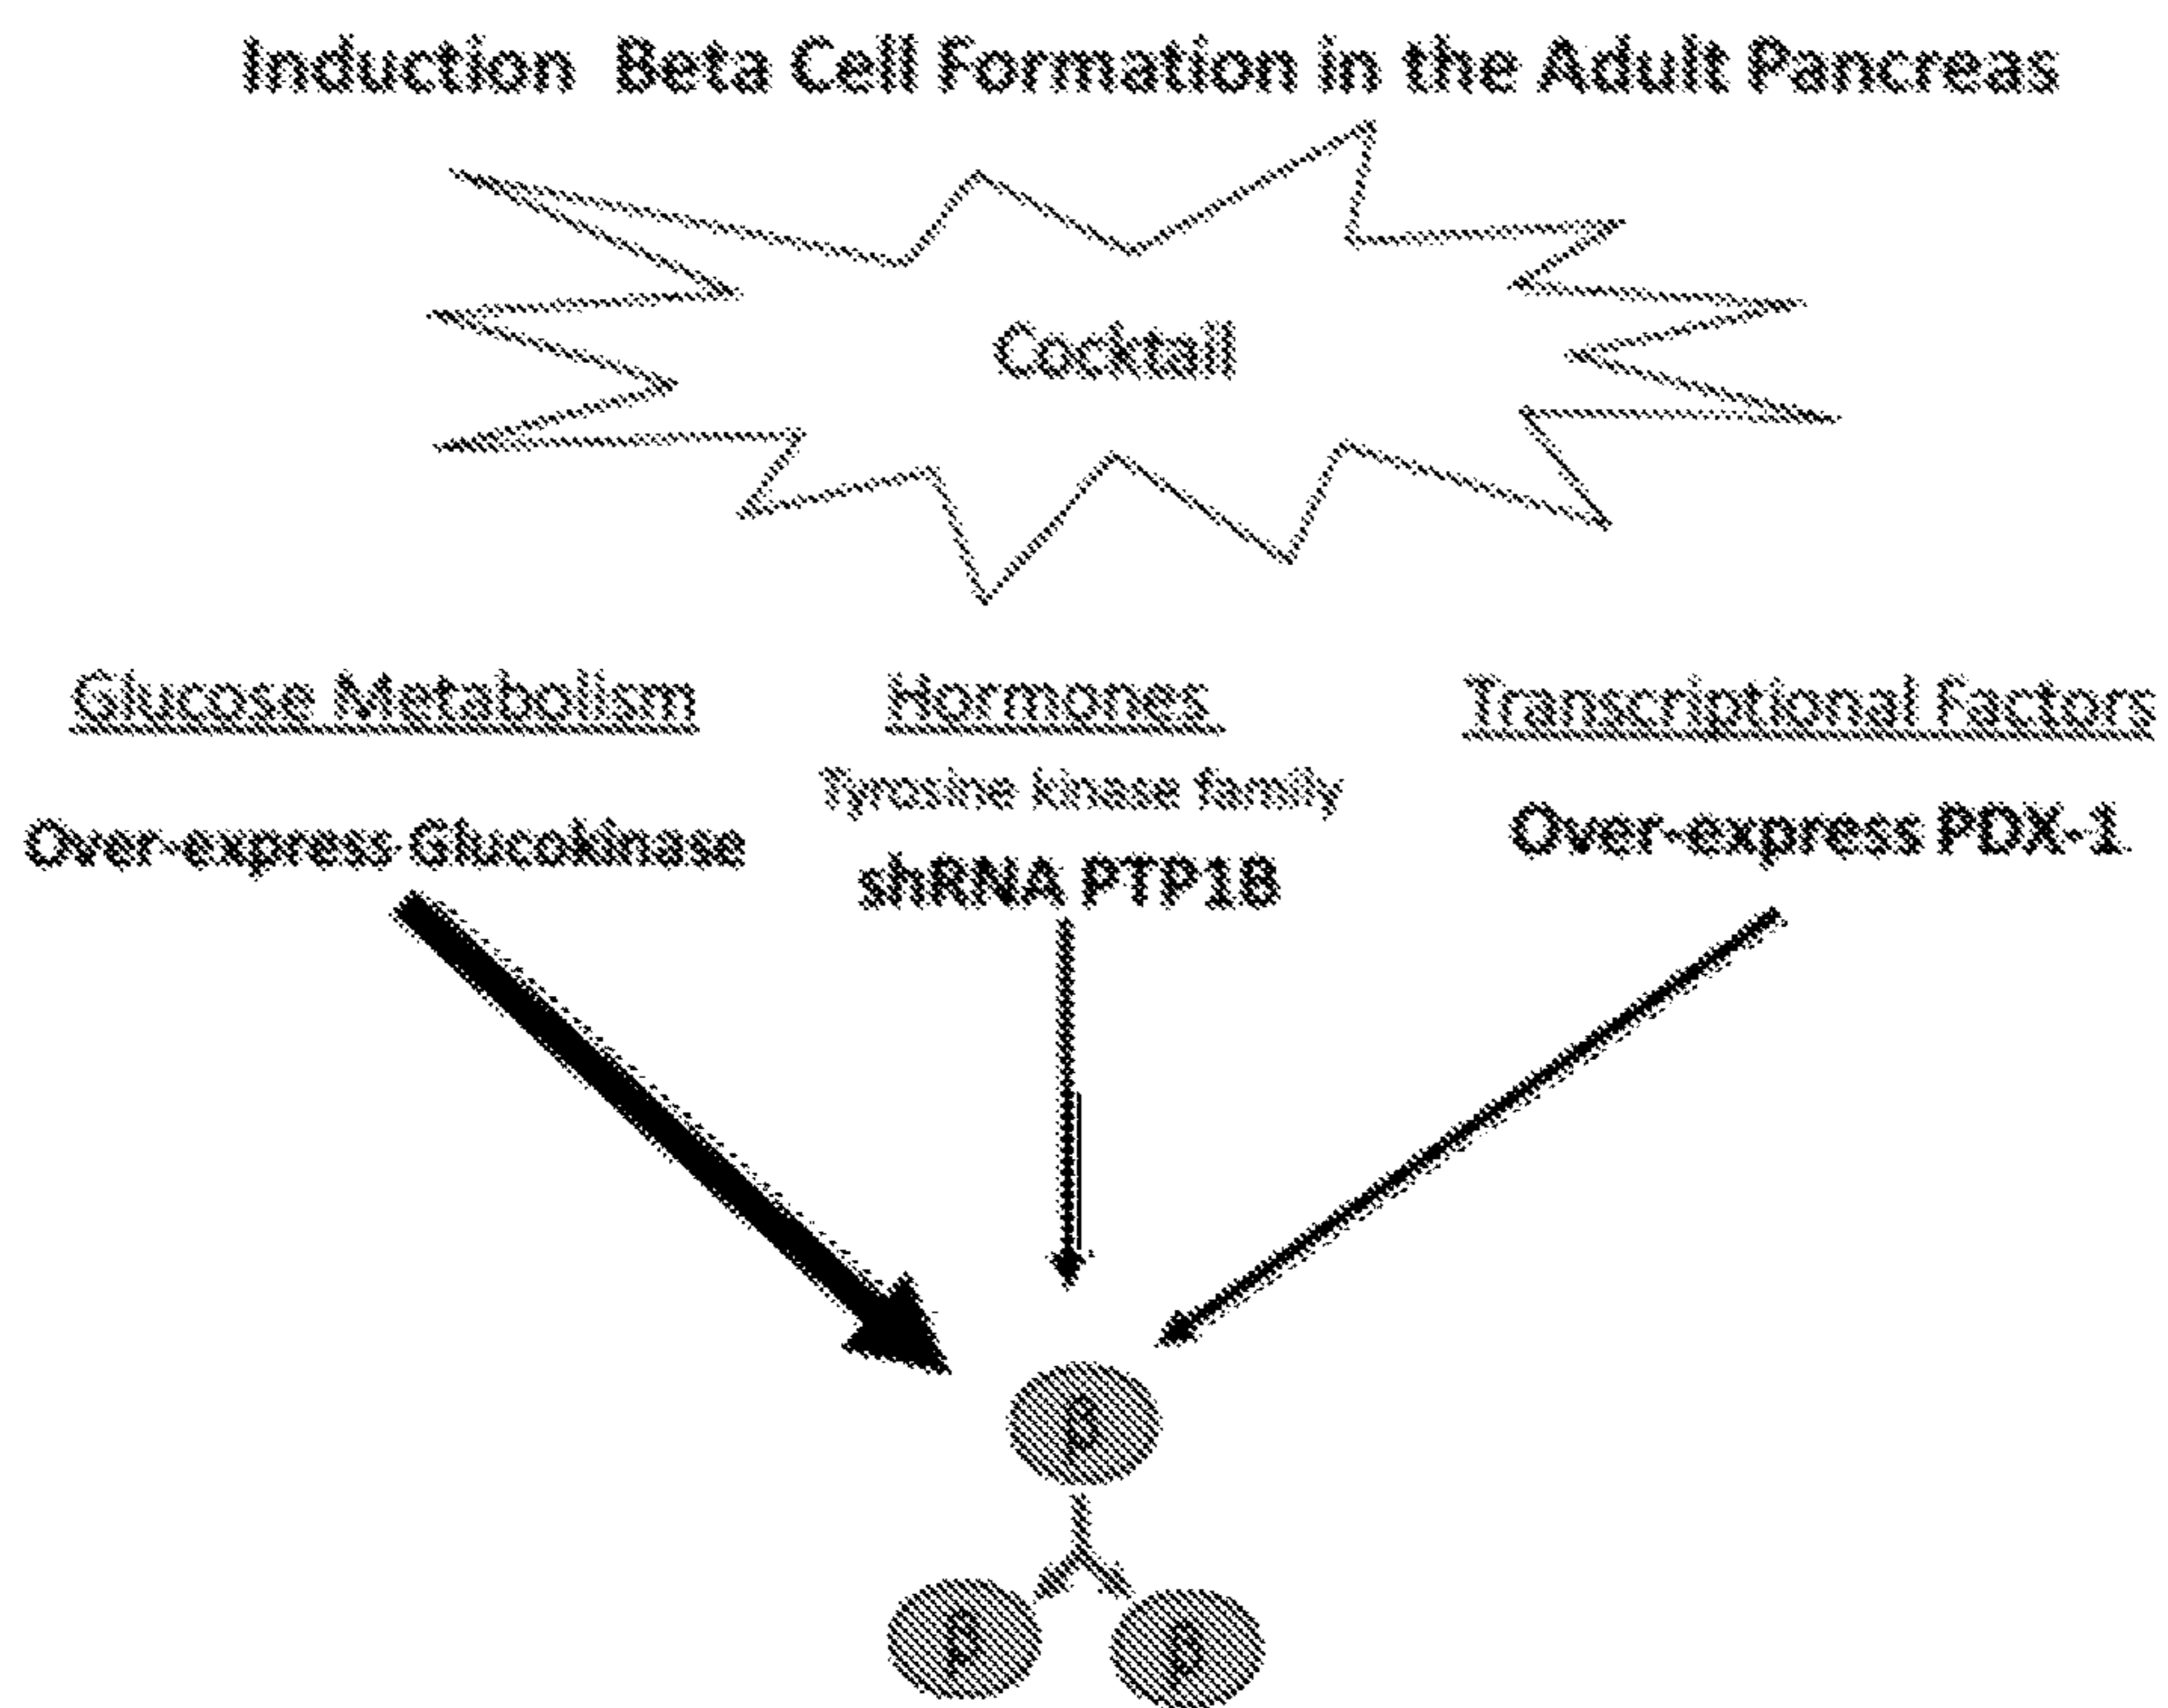 Induction Beta Cell Formation in the Adult Pancreas
Cocktail
Glucose Metabolism
Hormones
Transcriptional Factors
Tyrosine kinase family
Over-express Glucokinase
Over-express PDX-1
shRNA PTP1B
β
β
β